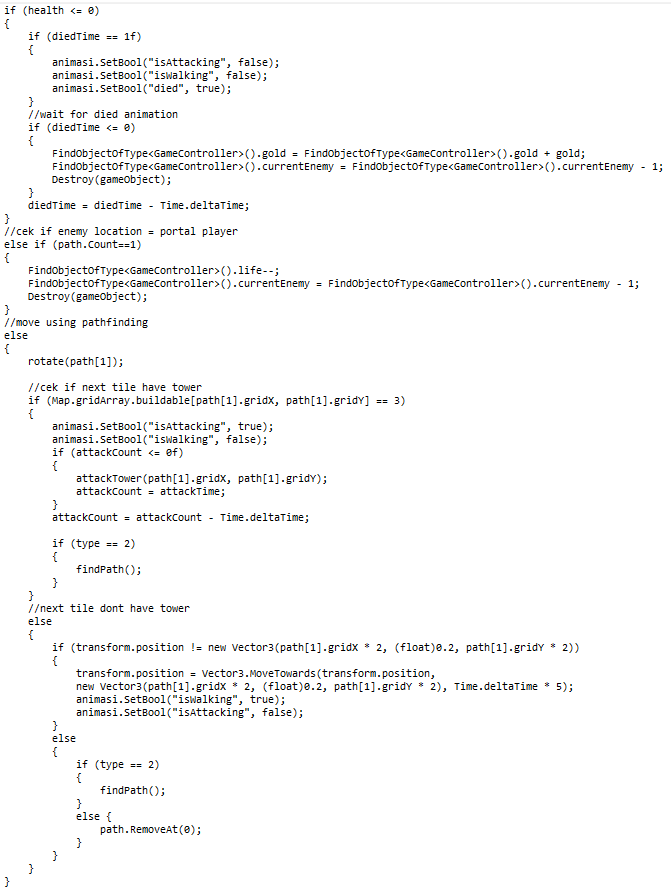 if (health <= 0)
{
    if (diedTime == 1f)
    {
        animasi.SetBool("isAttacking", false);
        animasi.SetBool("isWalking", false);
        animasi.SetBool("died", true);
    }
    //wait for died animation
    if (diedTime <= 0)
    {
        FindObjectOfType<GameController>().gold = FindObjectOfType<GameController>().gold + gold;
        FindObjectOfType<GameController>().currentEnemy = FindObjectOfType<GameController>().currentEnemy - 1;
        Destroy(gameObject);
    }
    diedTime = diedTime - Time.deltaTime;
}
//cek if enemy location = portal player
else if (path.Count==1)
{
    FindObjectOfType<GameController>().life--;
    FindObjectOfType<GameController>().currentEnemy = FindObjectOfType<GameController>().currentEnemy - 1;
    Destroy(gameObject);
}
//move using pathfinding
else
{
    rotate(path[1]);

    //cek if next tile have tower
    if (Map.gridArray.buildable[path[1].gridX, path[1].gridY] == 3)
    {
        animasi.SetBool("isAttacking", true);
        animasi.SetBool("isWalking", false);
        if (attackCount <= 0f)
        {
            attackTower(path[1].gridX, path[1].gridY);
            attackCount = attackTime;
        }
        attackCount = attackCount - Time.deltaTime;

        if (type == 2)
        {
            findPath();
        }
    }
    //next tile dont have tower
    else
    {
        if (transform.position != new Vector3(path[1].gridX * 2, (float)0.2, path[1].gridY * 2))
        {
            transform.position = Vector3.MoveTowards(transform.position,
            new Vector3(path[1].gridX * 2, (float)0.2, path[1].gridY * 2), Time.deltaTime * 5);
            animasi.SetBool("isWalking", true);
            animasi.SetBool("isAttacking", false);
        }
        else
        {
            if (type == 2)
            {
                findPath();
            }
            else {
                path.RemoveAt(0);
            }
        }
    }
}